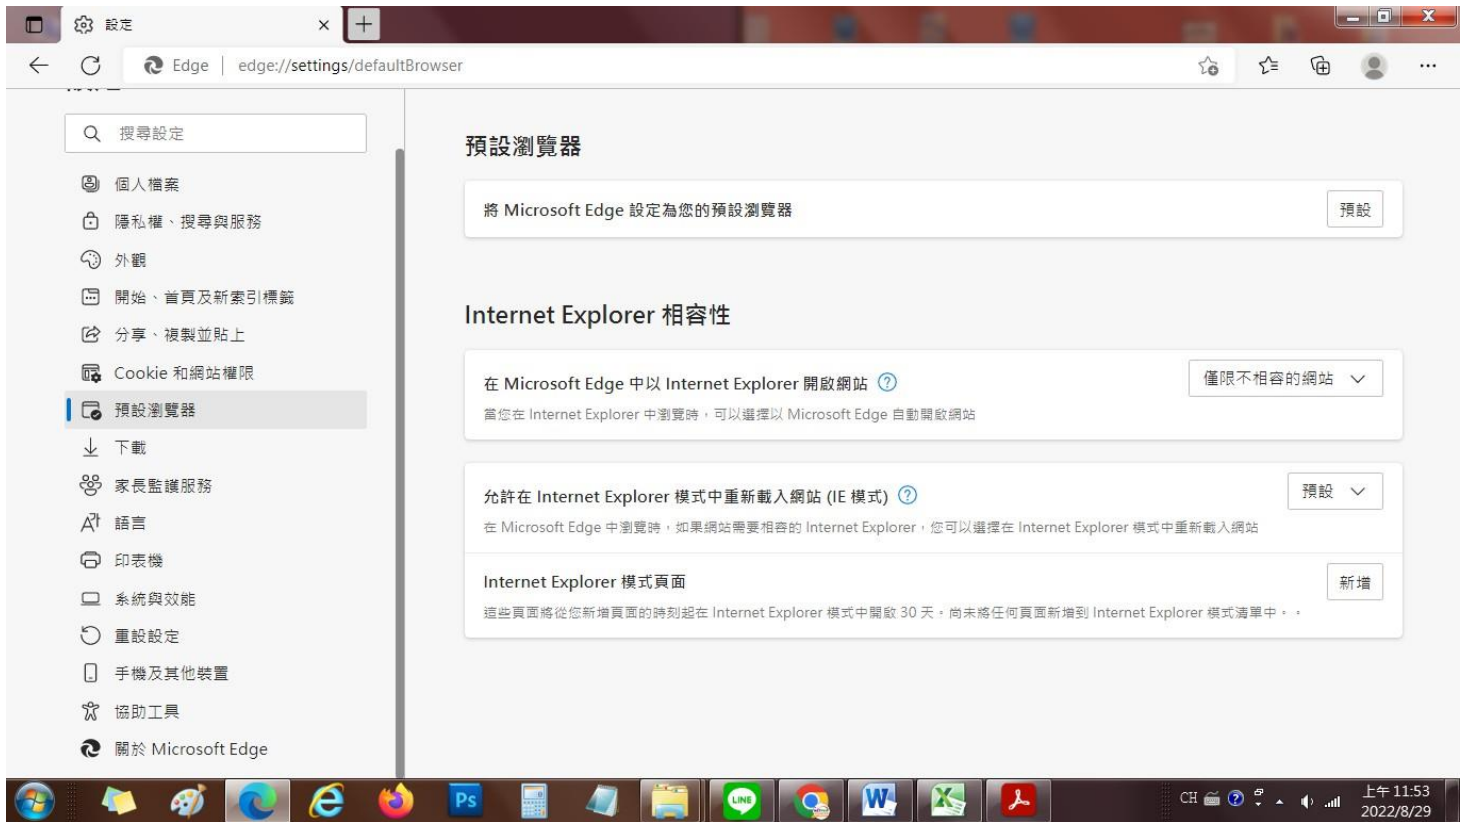 設定
Edge edge://settings/defaultBrowser
搜尋設定
個人檔案
隱私權、搜尋與服務
外觀
開始、首頁及新索引標籤
分享、複製並貼上
Cookie 和網站權限
預設瀏覽器
下載
家長監護服務
語言
印表機
系統與效能
重設設定
手機及其他裝置
協助工具
關於 Microsoft Edge
預設瀏覽器
將 Microsoft Edge 設定為您的預設瀏覽器
預設
Internet Explorer 相容性
在 Microsoft Edge 中以 Internet Explorer 開啟網站
僅限不相容的網站
當您在 Internet Explorer 中瀏覽時，可以選擇以 Microsoft Edge 自動開啟網站
允許在 Internet Explorer 模式中重新載入網站 (IE 模式)
預設
在 Microsoft Edge 中瀏覽時，如果網站需要相容的 Internet Explorer，您可以選擇在 Internet Explorer 模式中重新載入網站
Internet Explorer 模式頁面
新增
這些頁面將從您新增頁面的時刻起在 Internet Explorer 模式中開啟 30 天。尚未將任何頁面新增到 Internet Explorer 模式清單中。。
Ps
LINE
W
CH
上午 11:53
2022/8/29